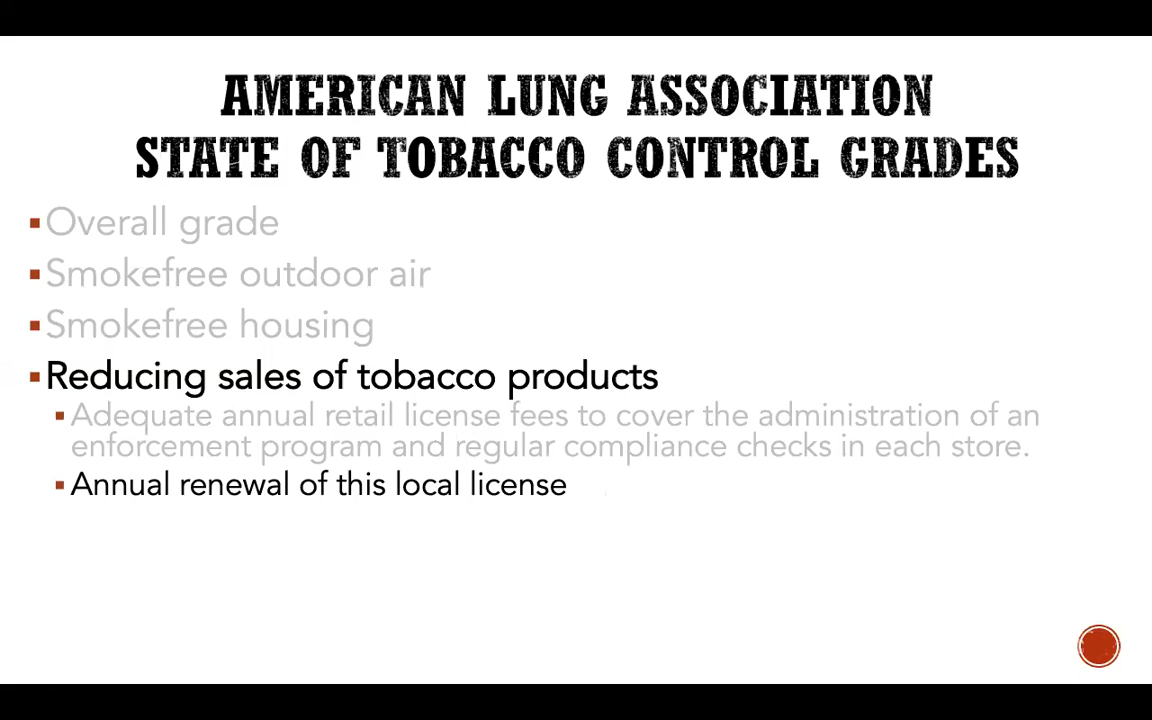 AMERICAN LUNG ASSOCIATION
STATE OF TOBACCO CONTROL GRADES
Overall grade
Smokefree outdoor air
Smokefree housing
Reducing sales of tobacco products
Adequate annual retail license fees to cover the administration of an
enforcement program and regular compliance checks in each store.
Annual renewal of this local license